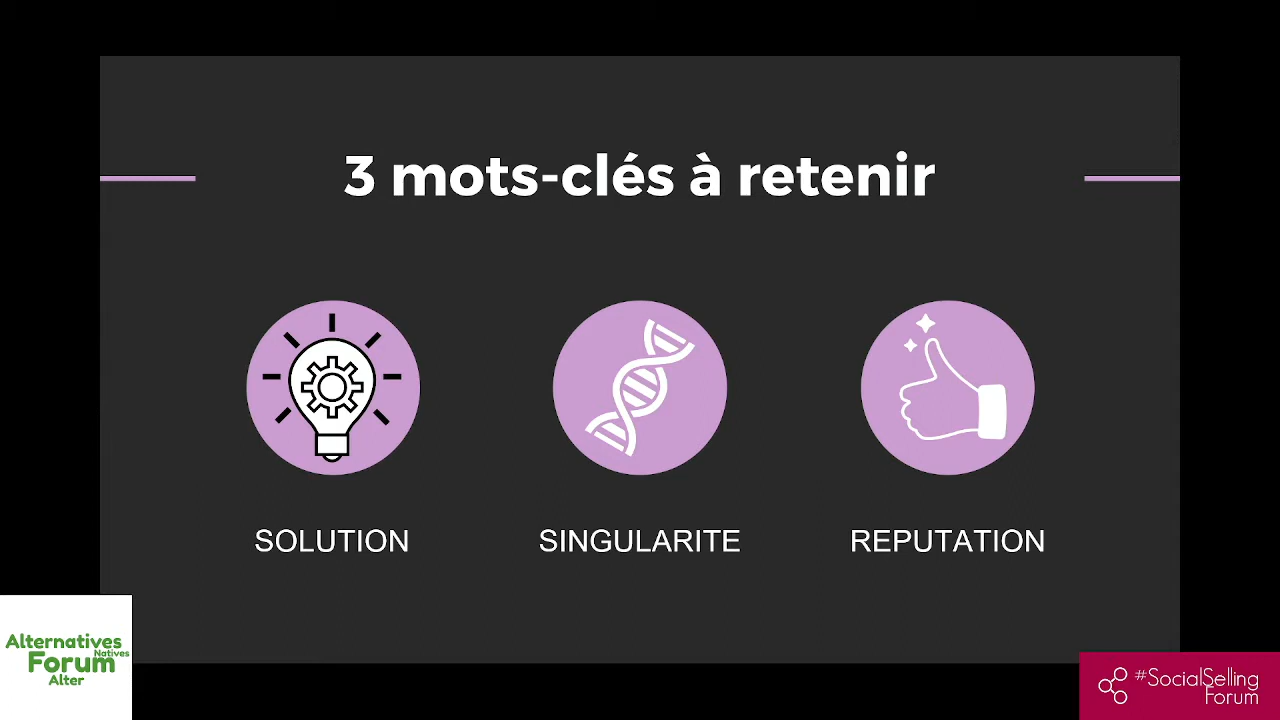 3 mots-clés à retenir
SOLUTION
SINGULARITE
REPUTATION
Alternatives
Natives
Forum
Alter
#SocialSelling
Forum